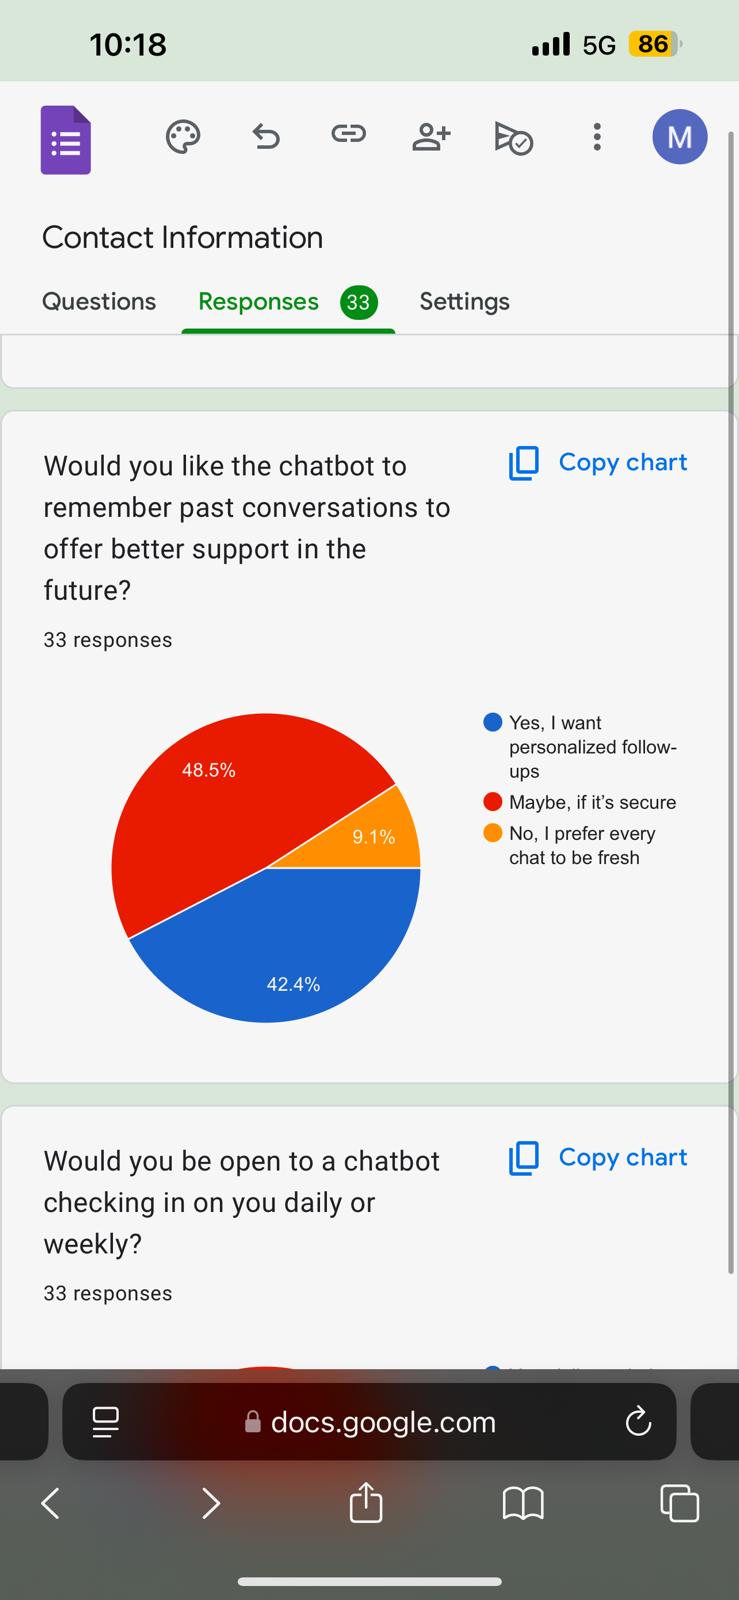 10:18
5G 86
M
Contact Information
Questions Responses 33 Settings
Would you like the chatbot to
remember past conversations to
offer better support in the
future?
Copy chart
33 responses
48.5%
9.1%
42.4%
Yes, I want
personalized follow-
ups
Maybe, if it’s secure
No, I prefer every
chat to be fresh
Would you be open to a chatbot
checking in on you daily or
weekly?
Copy chart
33 responses
docs.google.com